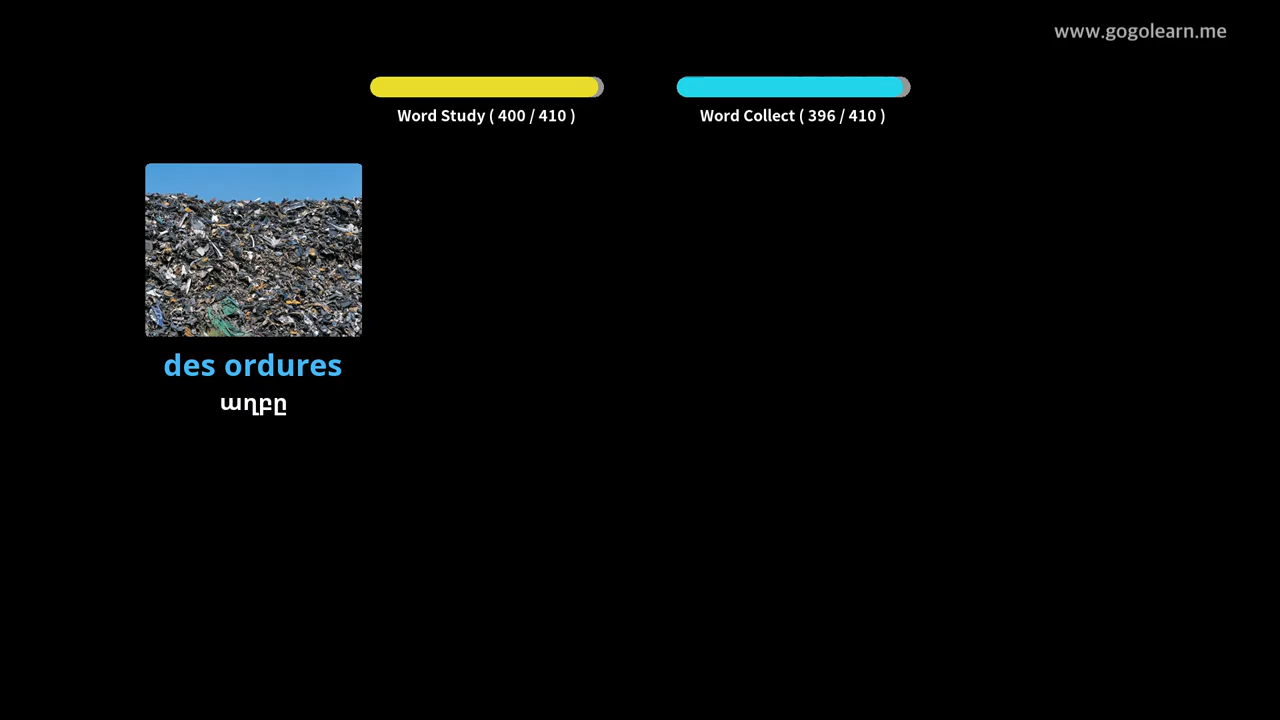 www.gogolearn.me
Word Study ( 400 / 410 )
Word Collect ( 396 / 410 )
des ordures
աղբը